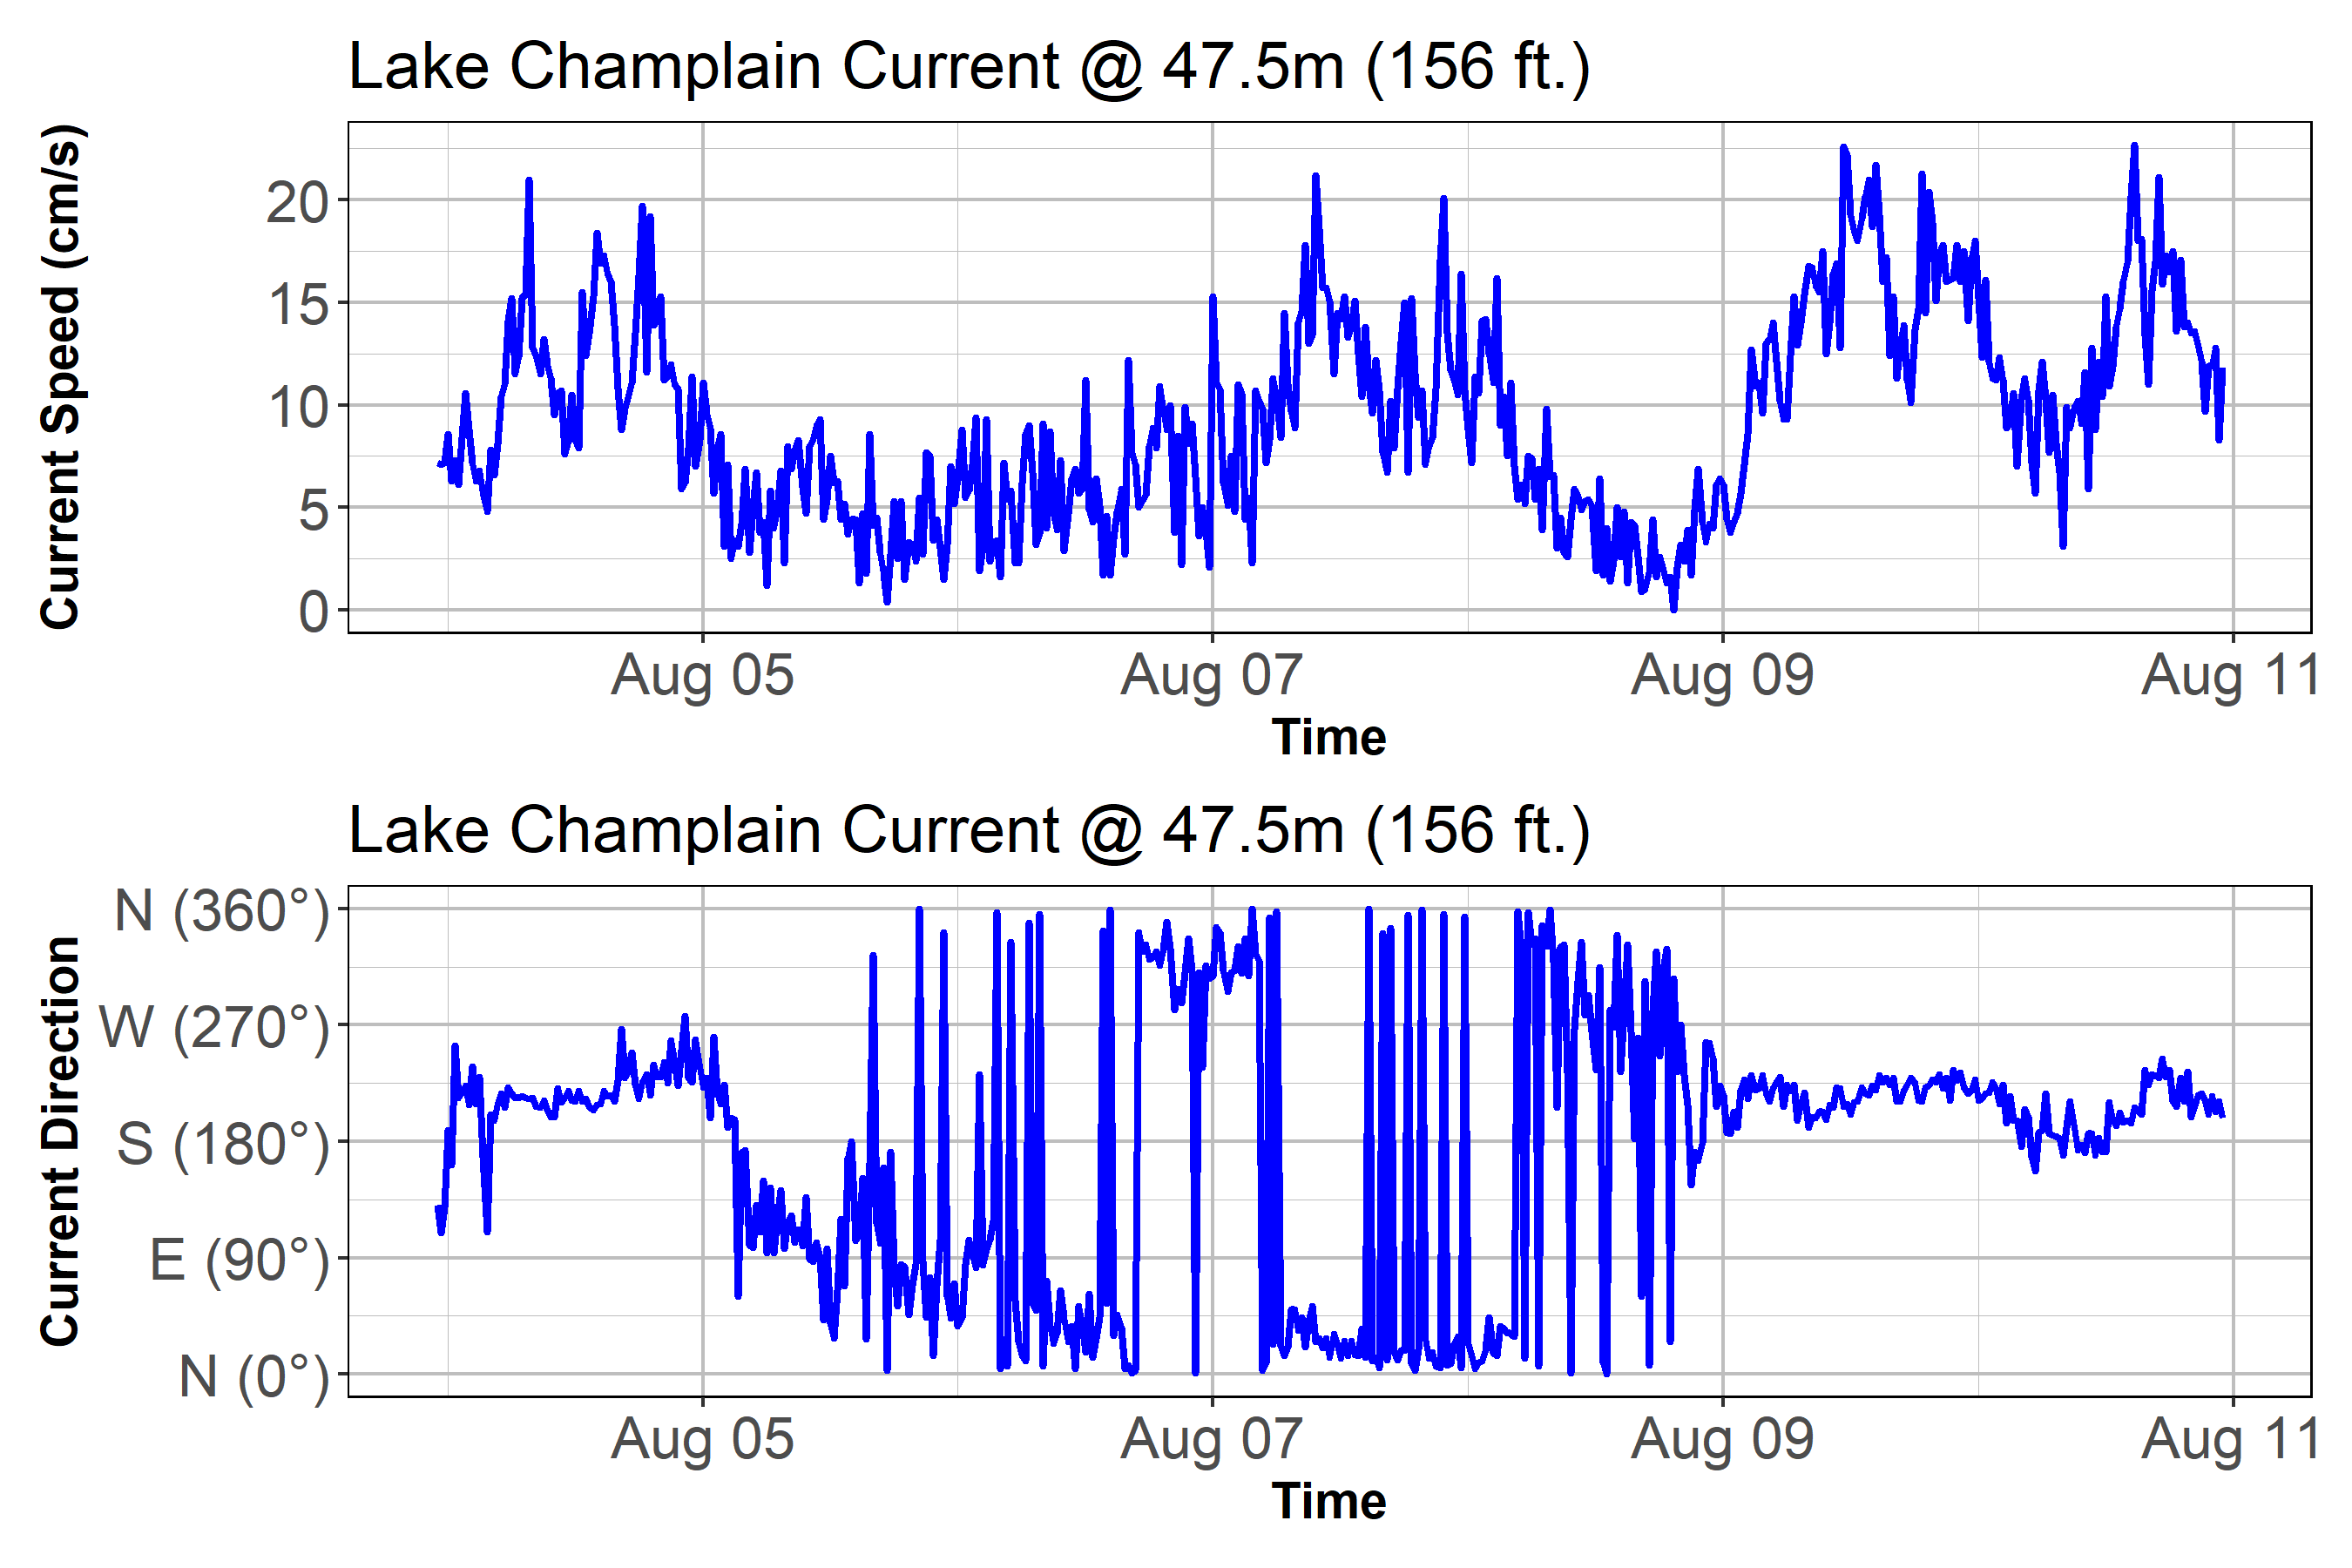 Lake Champlain Current @ 47.5m (156 ft.)
Current Speed (cm/s)
20
15
10
5
0
Aug 05 Aug 07 Aug 09 Aug 11
Time
Lake Champlain Current @ 47.5m (156 ft.)
Current Direction
N (360°)
W (270°)
S (180°)
E (90°)
N (0°)
Aug 05 Aug 07 Aug 09 Aug 11
Time